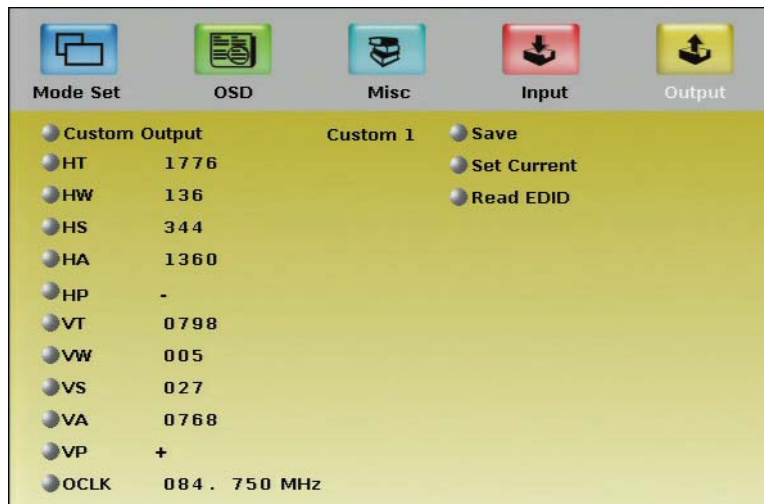 Mode Set OSD Misc Input Output
Custom Output Custom 1 Save
HT 1776 Set Current
HW 136 Read EDID
HS 344
HA 1360
HP -
VT 0798
VW 005
VS 027
VA 0768
VP +
OCLK 084. 750 MHz